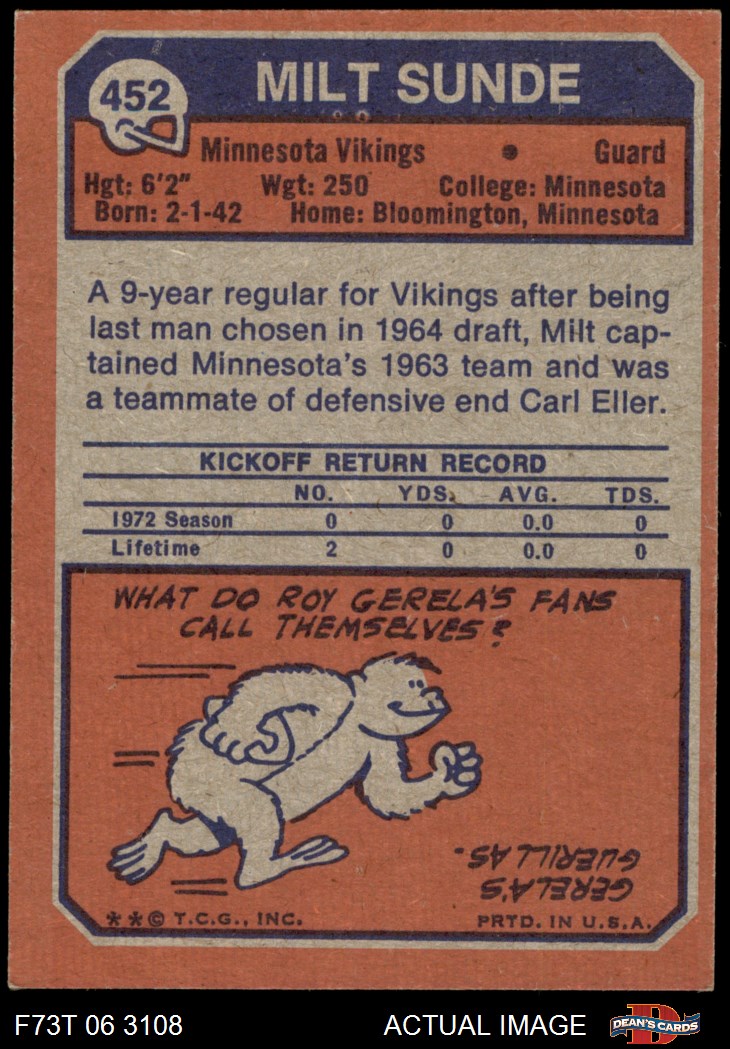 452
MILT SUNDE
Minnesota Vikings • Guard
Hgt: 6'2" Wgt: 250 College: Minnesota
Born: 2-1-42 Home: Bloomington, Minnesota
A 9-year regular for Vikings after being
last man chosen in 1964 draft, Milt cap-
tained Minnesota's 1963 team and was
a teammate of defensive end Carl Eller.
KICKOFF RETURN RECORD
NO. YDS. AVG. TDS.
1972 Season 0 0 0.0 0
Lifetime 2 0 0.0 0
WHAT DO ROY GERELA'S FANS
CALL THEMSELVES?
GERELA'S
GUERILLAS.
**© T.C.G., INC. PRTD. IN U.S.A.
F73T 06 3108 ACTUAL IMAGE
D
DEAN'S CARDS